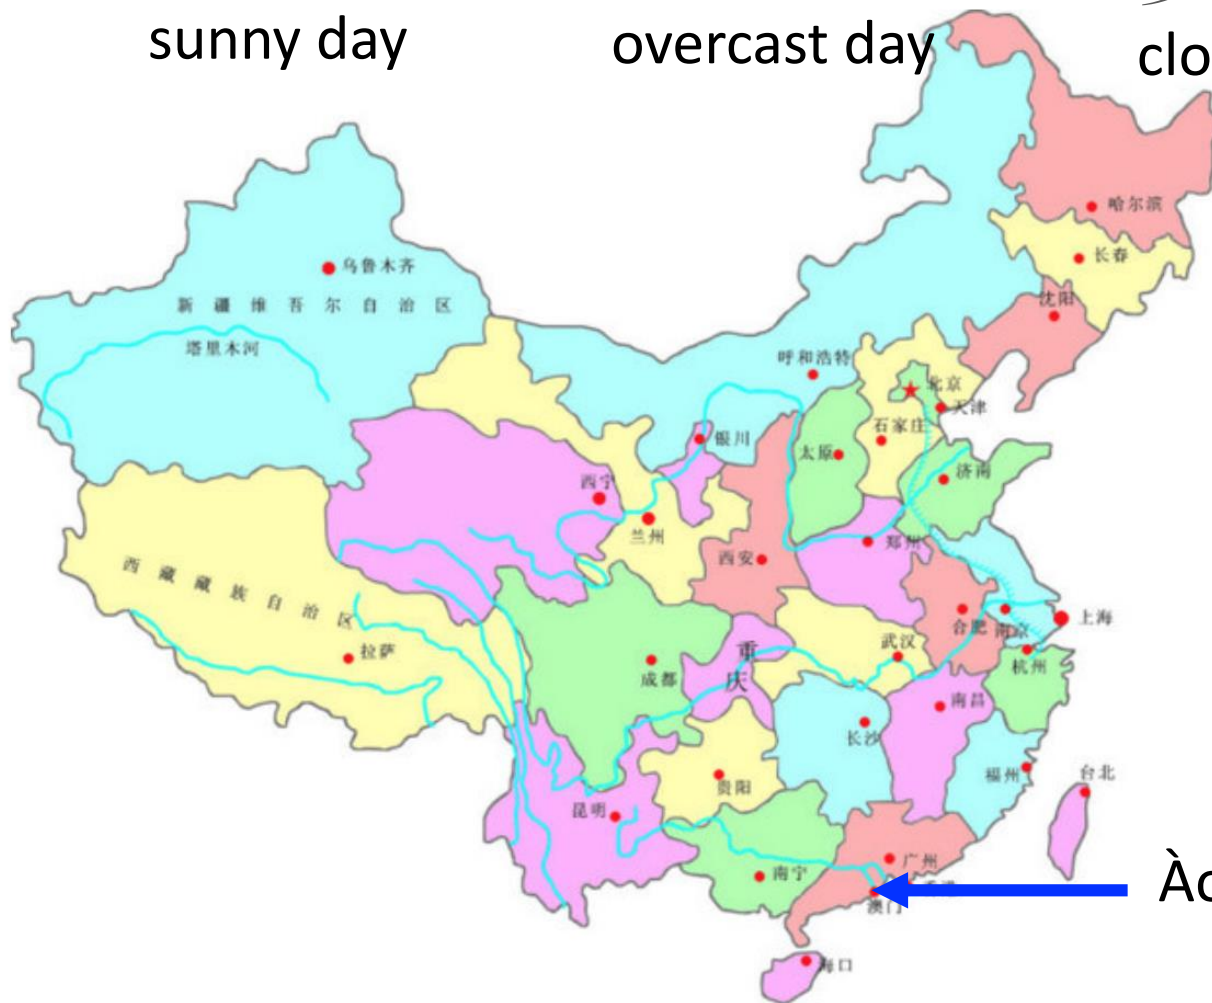 sunny day
overcast day
clo
哈尔滨
长春
乌鲁木齐
沈阳
新疆维吾尔自治区
塔里木河
呼和浩特
北京
天津
石家庄
银川
太原
济南
西宁
兰州
郑州
西安
西藏藏族自治区
合肥
南京
上海
武汉
杭州
拉萨
重庆
成都
南昌
长沙
福州
台北
贵阳
昆明
广州
南宁
Ào
澳门
海口